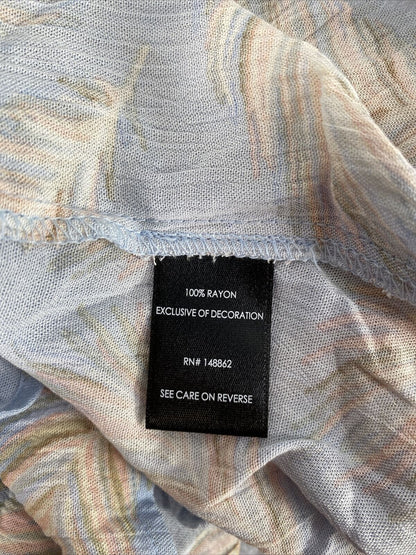 100% RAYON
EXCLUSIVE OF DECORATION
RN# 148862
SEE CARE ON REVERSE